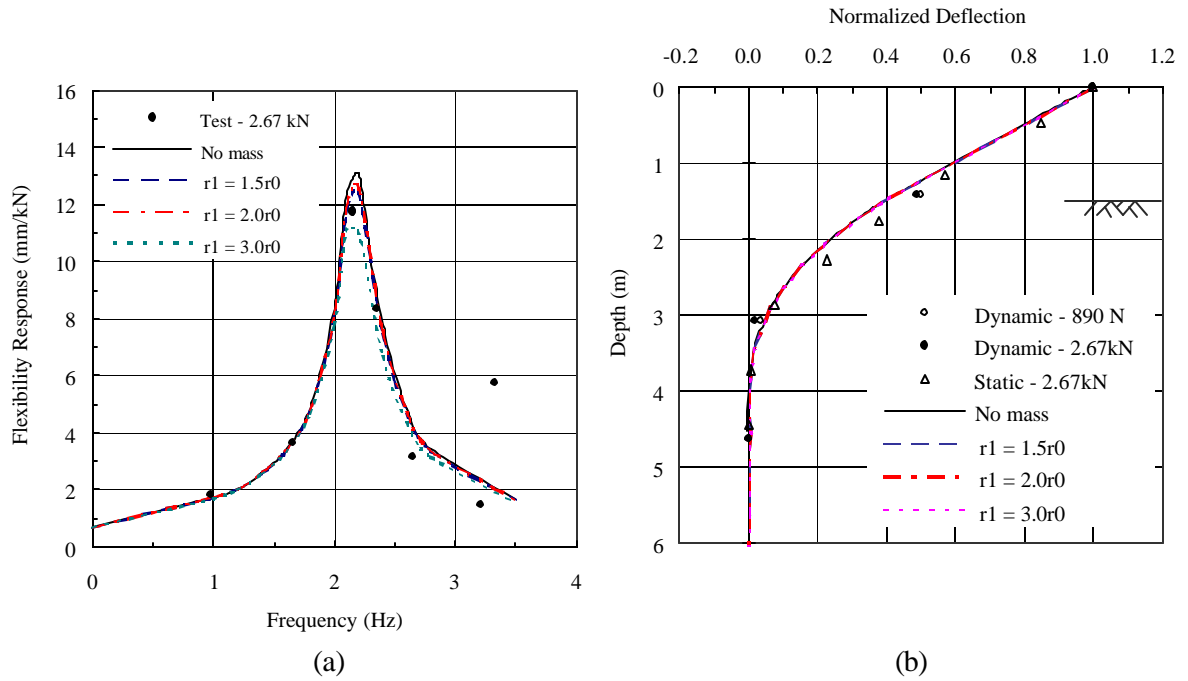 16
14
12
10
8
6
4
2
0
Flexibility Response (mm/kN)
Test - 2.67 kN
No mass
r1 = 1.5r0
r1 = 2.0r0
r1 = 3.0r0
0 1 2 3 4
Frequency (Hz)
(a)
Normalized Deflection
-0.2 0.0 0.2 0.4 0.6 0.8 1.0 1.2
0
1
2
3
4
5
6
Depth (m)
Dynamic - 890 N
Dynamic - 2.67kN
Static - 2.67kN
No mass
r1 = 1.5r0
r1 = 2.0r0
r1 = 3.0r0
(b)